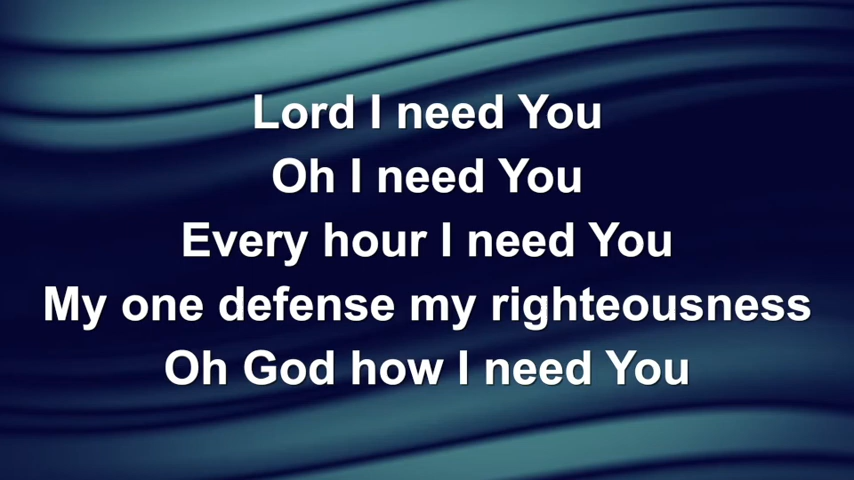 Lord I need You
Oh I need You
Every hour I need You
My one defense my righteousness
Oh God how I need You